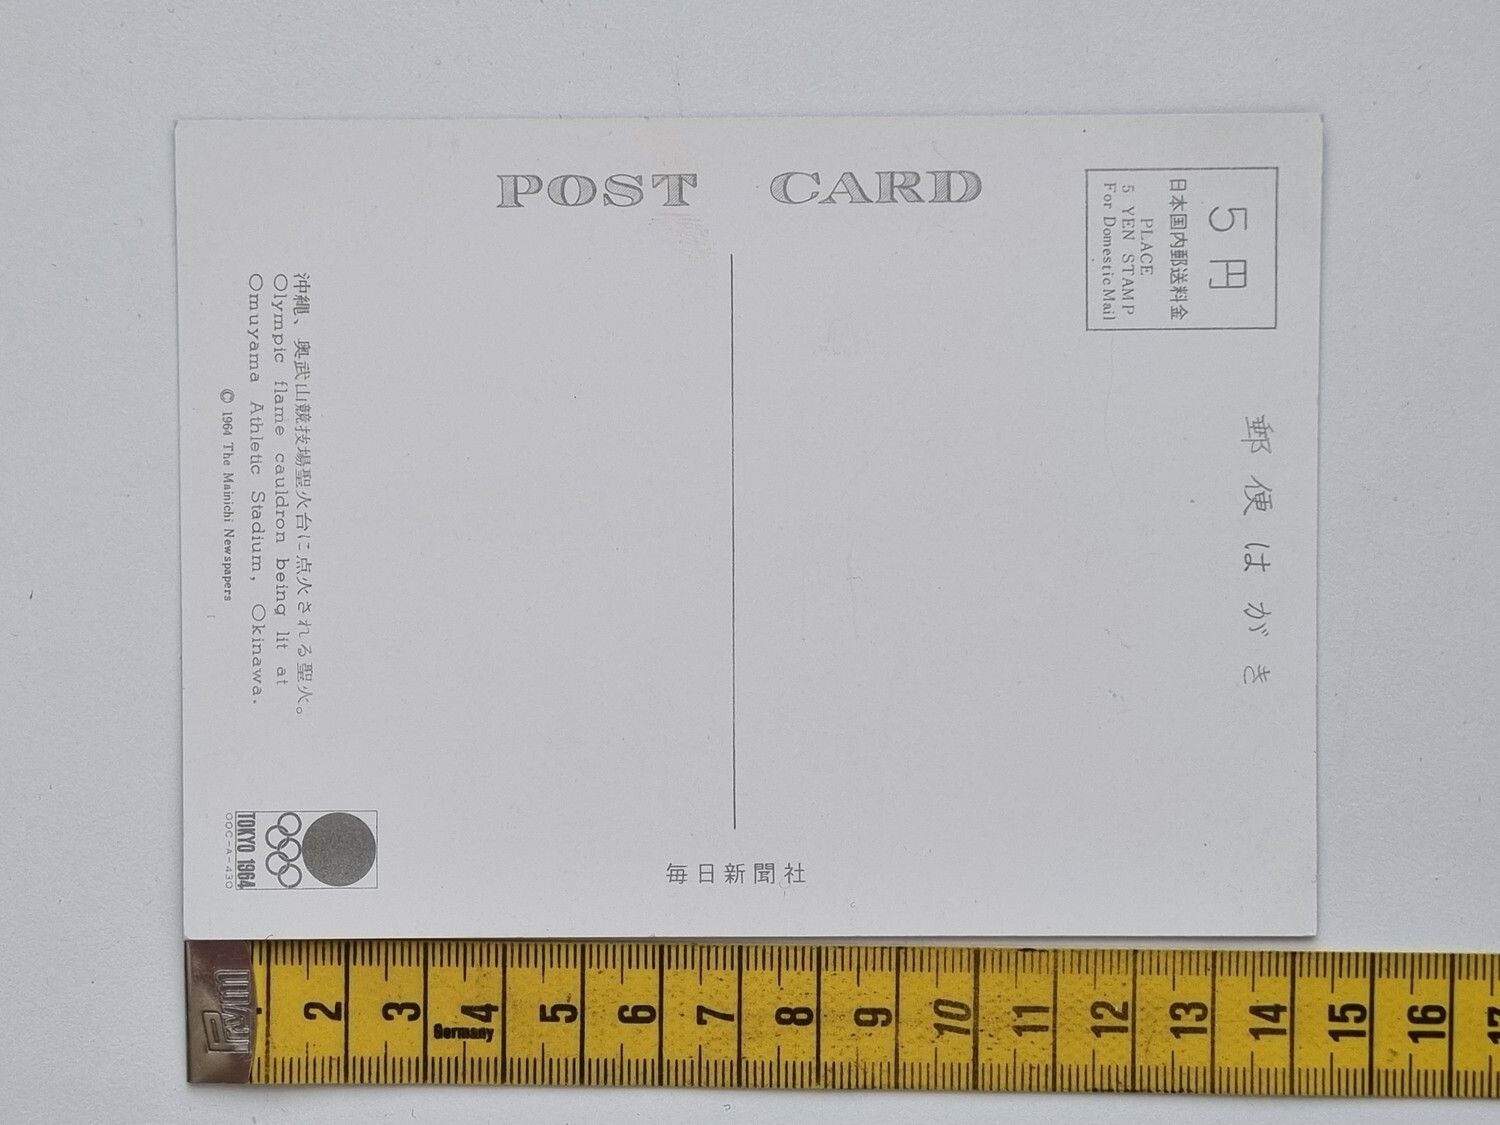 POST CARD
5円
日本国内郵送料金
PLACE
5 YEN STAMP
For Domestic Mail
郵便はがき
沖縄、奥武山競技場聖火台に点火される聖火。
Olympic flame cauldron being lit at
Omuyama Athletic Stadium, Okinawa.
© 1964 The Mainichi Newspapers
TOKYO 1964
OOC-A-430
毎日新聞社
2 3 4 5 6 7 8 9 10 11 12 13 14 15 16 17
Germany